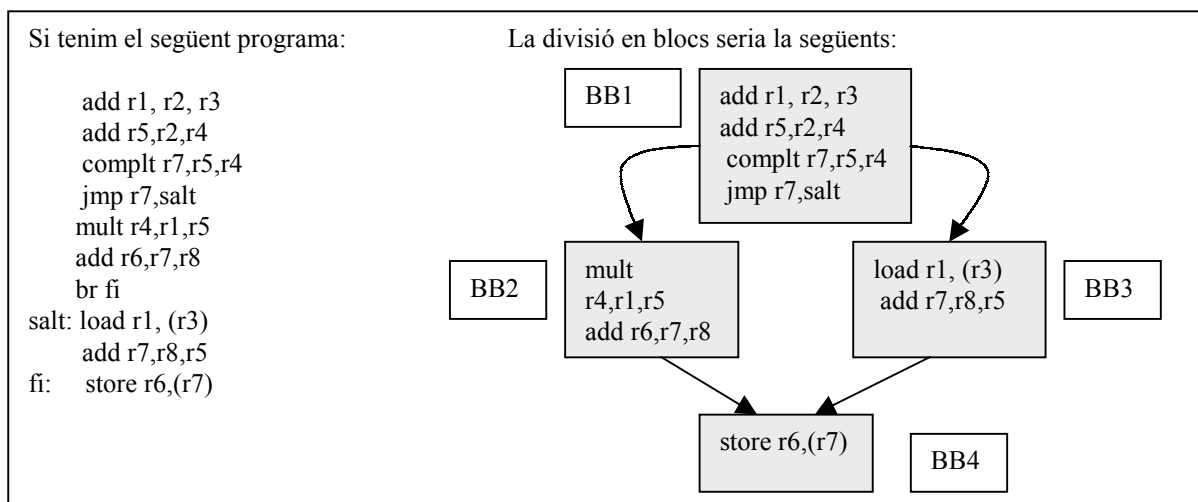 Si tenim el següent programa:
add r1, r2, r3
add r5,r2,r4
complt r7,r5,r4
jmp r7,salt
mult r4,r1,r5
add r6,r7,r8
br fi
salt: load r1, (r3)
add r7,r8,r5
fi: store r6,(r7)
La divisió en blocs seria la següents:
BB1
add r1, r2, r3
add r5,r2,r4
complt r7,r5,r4
jmp r7,salt
BB2
mult
r4,r1,r5
add r6,r7,r8
load r1, (r3)
add r7,r8,r5
BB3
store r6,(r7)
BB4